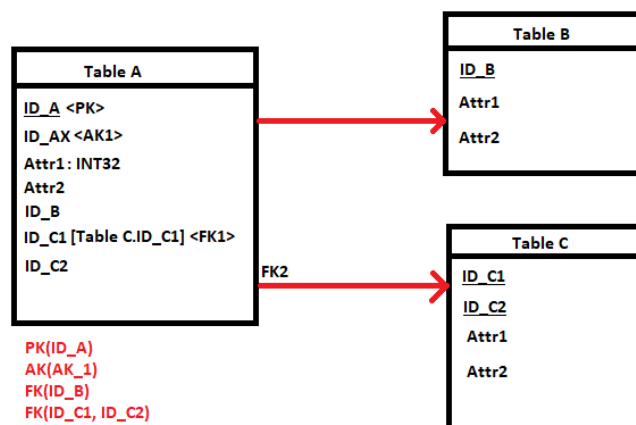 Table A
ID_A <PK>
ID_AX <AK1>
Attr1 : INT32
Attr2
ID_B
ID_C1 [Table C.ID_C1] <FK1>
ID_C2
PK(ID_A)
AK(AK_1)
FK(ID_B)
FK(ID_C1, ID_C2)
FK2
Table B
ID_B
Attr1
Attr2
Table C
ID_C1
ID_C2
Attr1
Attr2